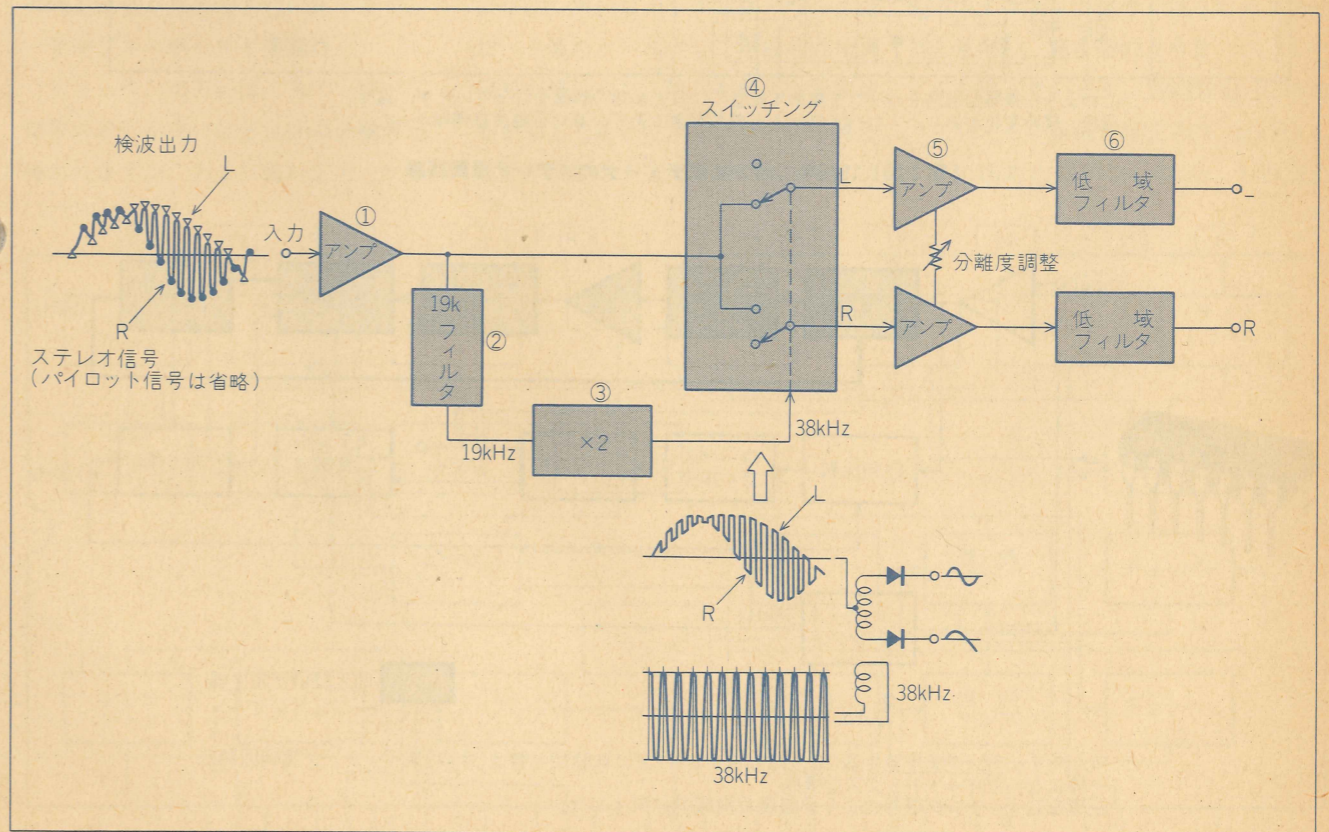 検波出力
L
R
ステレオ信号
(パイロット信号は省略)
入力
①
アンプ
19k
フィルタ
②
19kHz
③
×2
38kHz
④
スイッチング
L
R
⑤
アンプ
アンプ
分離度調整
⑥
低域
フィルタ
低域
フィルタ
R
L
R
38kHz
38kHz